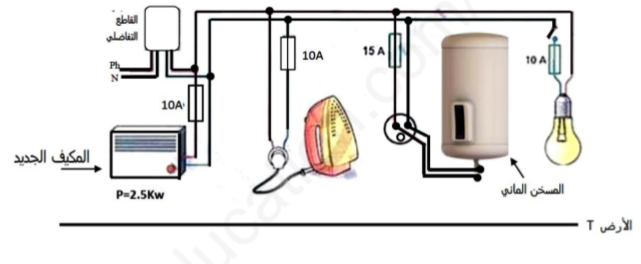 القاطع
التفاضلي
Ph
N
10A
10A
15 A
10 A
المكيف الجديد
P=2.5Kw
المسخن المائي
الأرض T